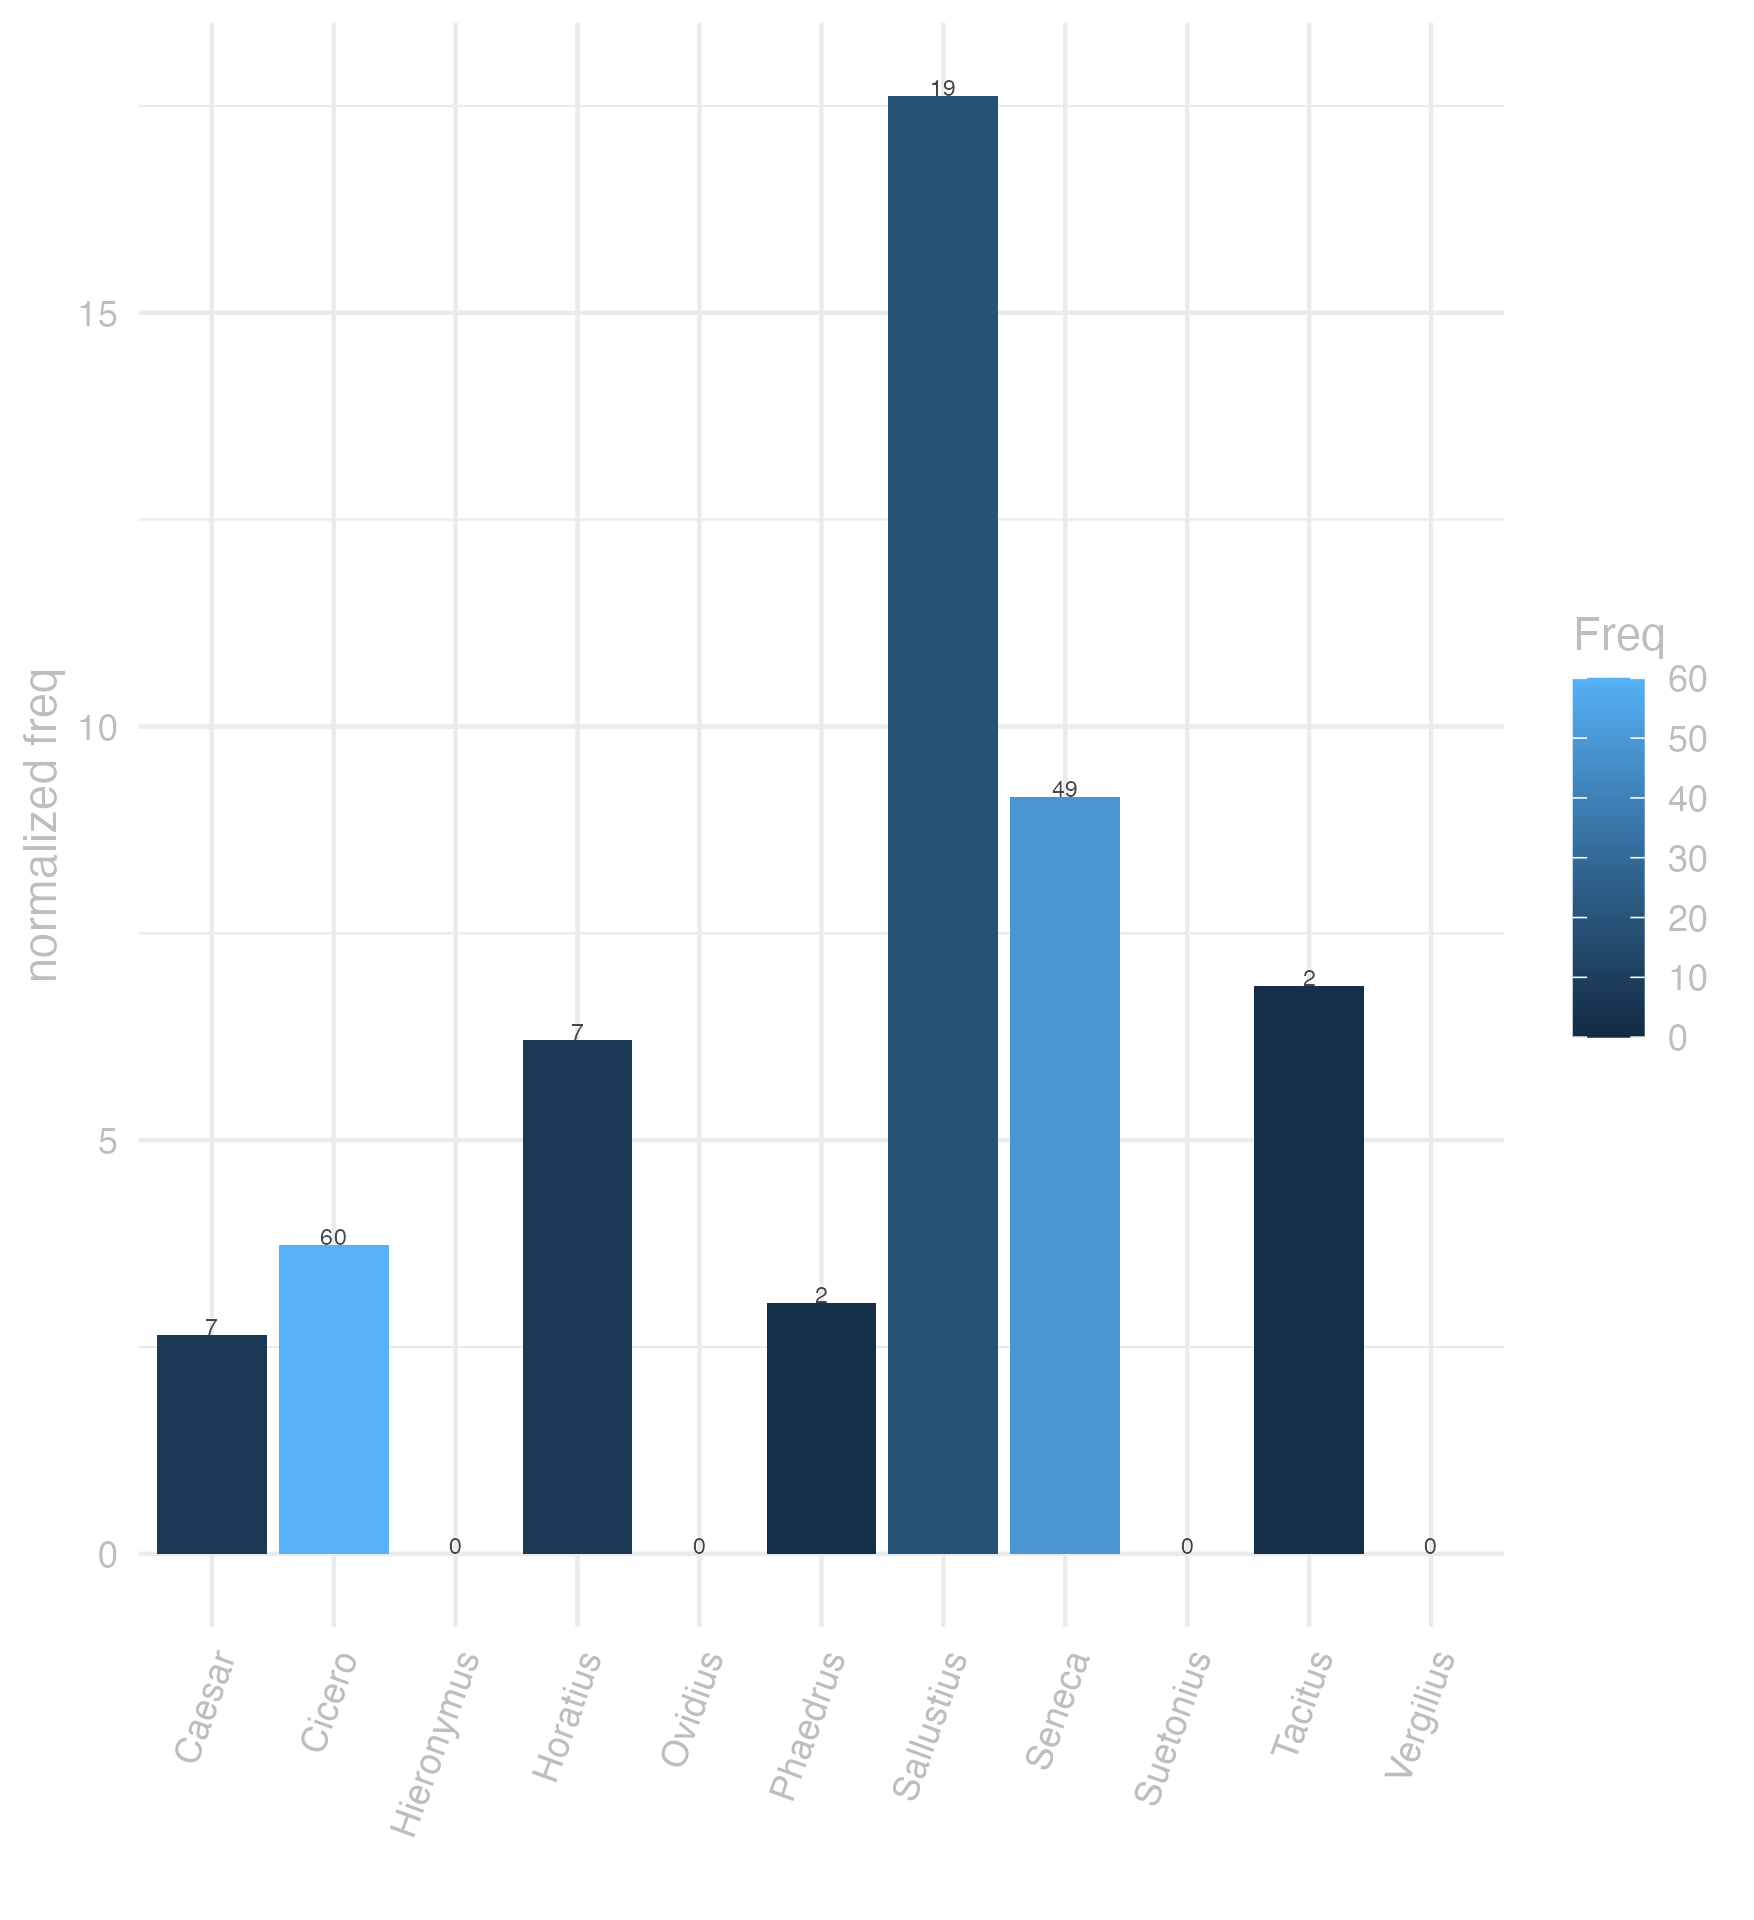 19
15
Freq
60
50
40
30
20
10
0
normalized freq
10
49
2
7
5
60
2
7
0
0
0
0
0
Caesar
Cicero
Hieronymus
Horatius
Ovidius
Phaedrus
Sallustius
Seneca
Suetonius
Tacitus
Vergilius